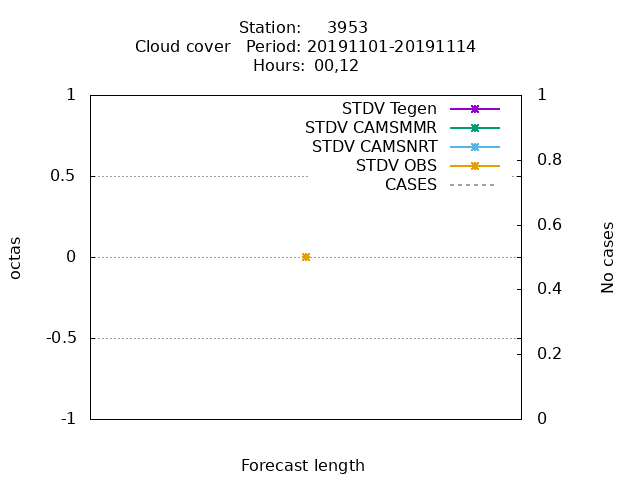 Station: 3953
Cloud cover Period: 20191101-20191114
Hours: 00,12
1
0.5
0
-0.5
-1
octas
STDV Tegen
STDV CAMSMMR
STDV CAMSNRT
STDV OBS
CASES
1
0.8
0.6
0.4
0.2
0
No cases
Forecast length